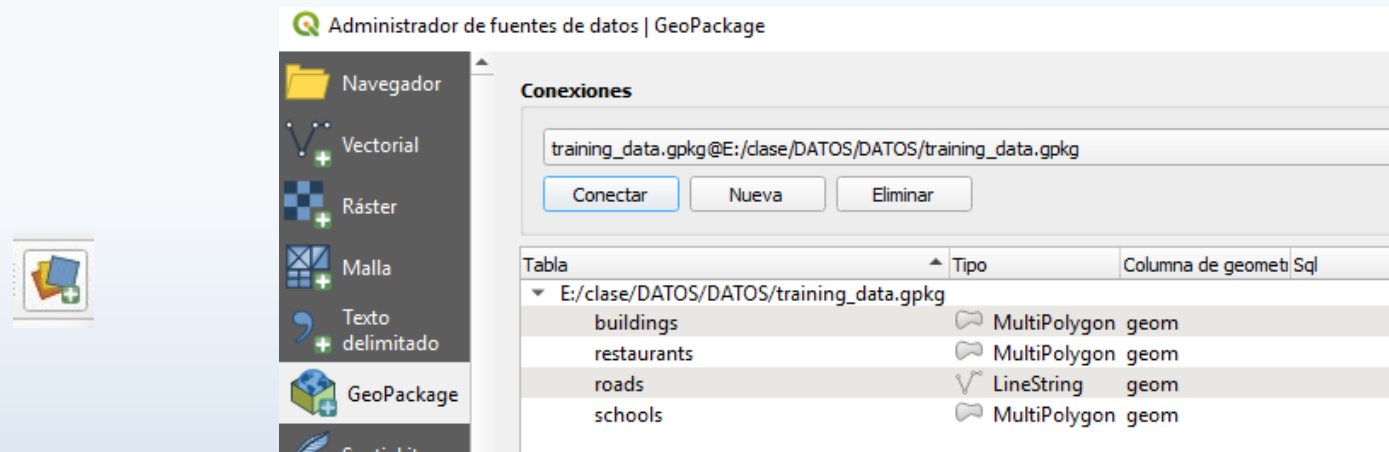 Administrador de fuentes de datos | GeoPackage
Navegador
Vectorial
Ráster
Malla
Texto
delimitado
GeoPackage
Conexiones
training_data.gpkg@E:/clase/DATOS/DATOS/training_data.gpkg
Conectar Nueva Eliminar
Tabla Tipo Columna de geometi Sql
E:/clase/DATOS/DATOS/training_data.gpkg
buildings MultiPolygon geom
restaurants MultiPolygon geom
roads LineString geom
schools MultiPolygon geom